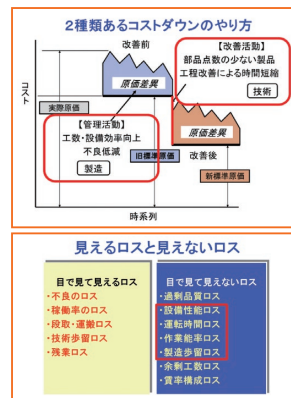 2種類あるコストダウンのやり方
改善前
【改善活動】
部品点数の少ない製品
工程改善による時間短縮
技術
原価差異
コスト
実際原価
【管理活動】
工数・設備効率向上
不良低減
製造
旧標準原価
原価差異
改善後
新標準原価
時系列
見えるロスと見えないロス
目で見て見えるロス
・不良のロス
・稼働率のロス
・段取・運搬のロス
・技術歩留ロス
・残業ロス
目で見て見えないロス
・過剰品質ロス
・設備性能ロス
・運転時間ロス
・作業能率ロス
・製造歩留ロス
・余剰工数ロス
・賃率構成ロス